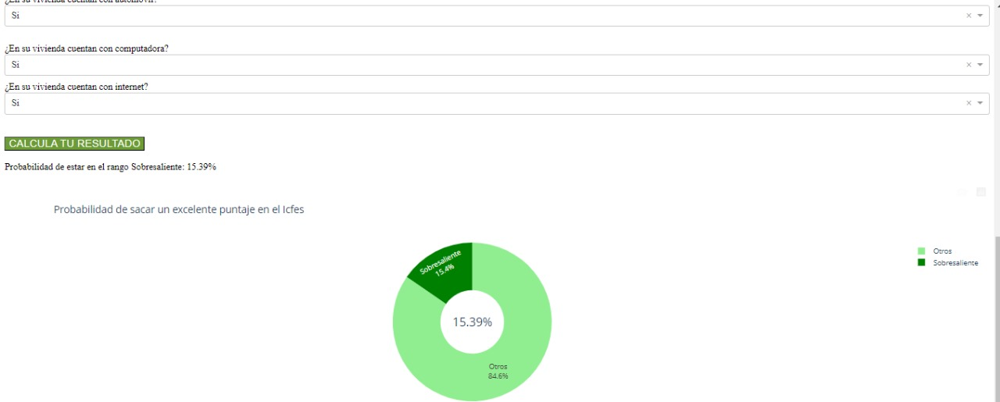 ¿En su vivienda cuentan con automóvil?
Si
¿En su vivienda cuentan con computadora?
Si
¿En su vivienda cuentan con internet?
Si
CALCULA TU RESULTADO
Probabilidad de estar en el rango Sobresaliente: 15.39%
Probabilidad de sacar un excelente puntaje en el Icfes
Otros
Sobresaliente
Sobresaliente
15.4%
15.39%
Otros
84.6%